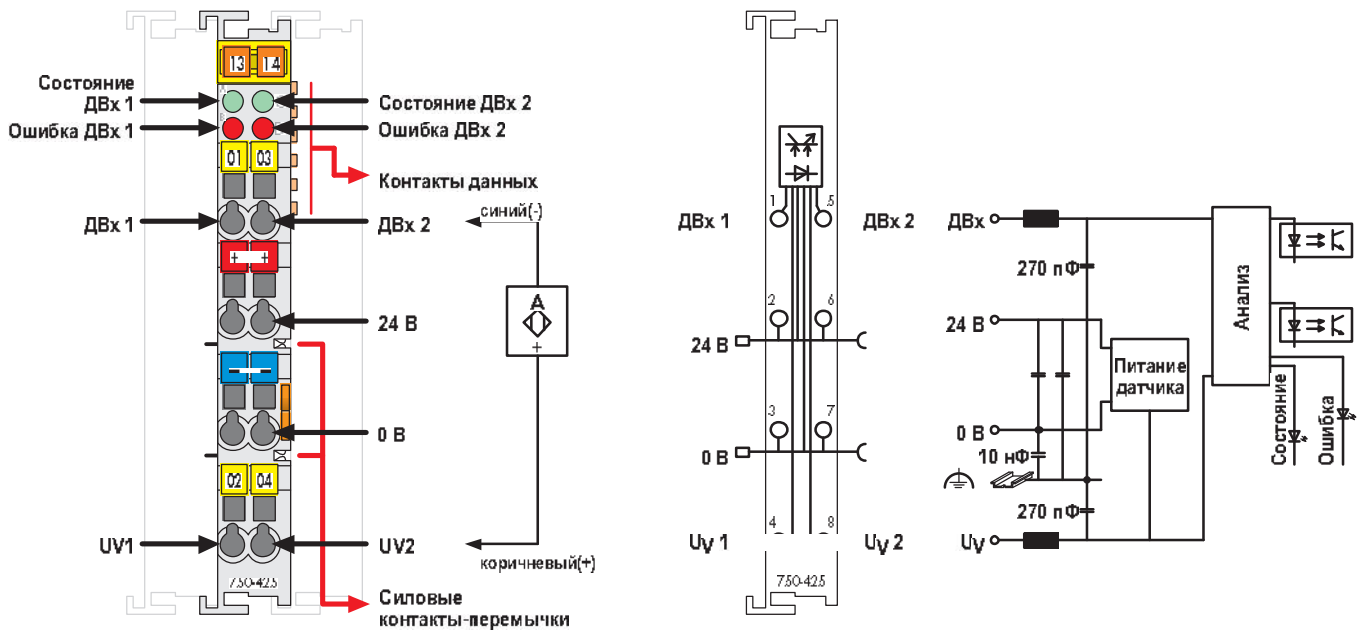 13 14
Состояние
ДВх 1
Состояние ДВх 2
Ошибка ДВх 1
Ошибка ДВх 2
01 03
Контакты данных
ДВх 1
ДВх 2
синий(-)
+ +
A
+
24 В
0 В
02 04
UV1
UV2
коричневый(+)
750-425
Силовые
контакты-перемычки
1 5
ДВх 1
ДВх 2
2 6
24 В
3 7
0 В
4 8
UV 1
UV 2
750-425
ДВх
270 пФ
24 В
Питание
датчика
Анализ
0 В
10 нФ
270 пФ
UV
Состояние
Ошибка